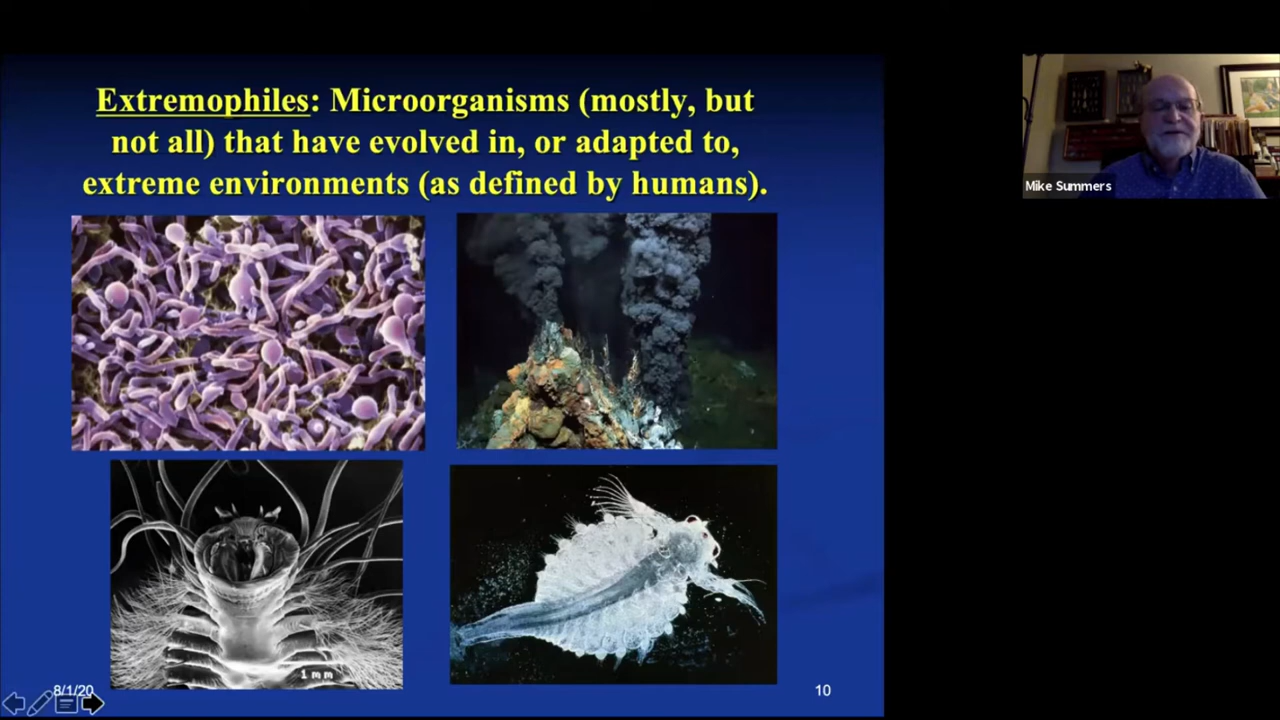 Extremophiles: Microorganisms (mostly, but
not all) that have evolved in, or adapted to,
extreme environments (as defined by humans).
Mike Summers
1 mm
8/1/20
10